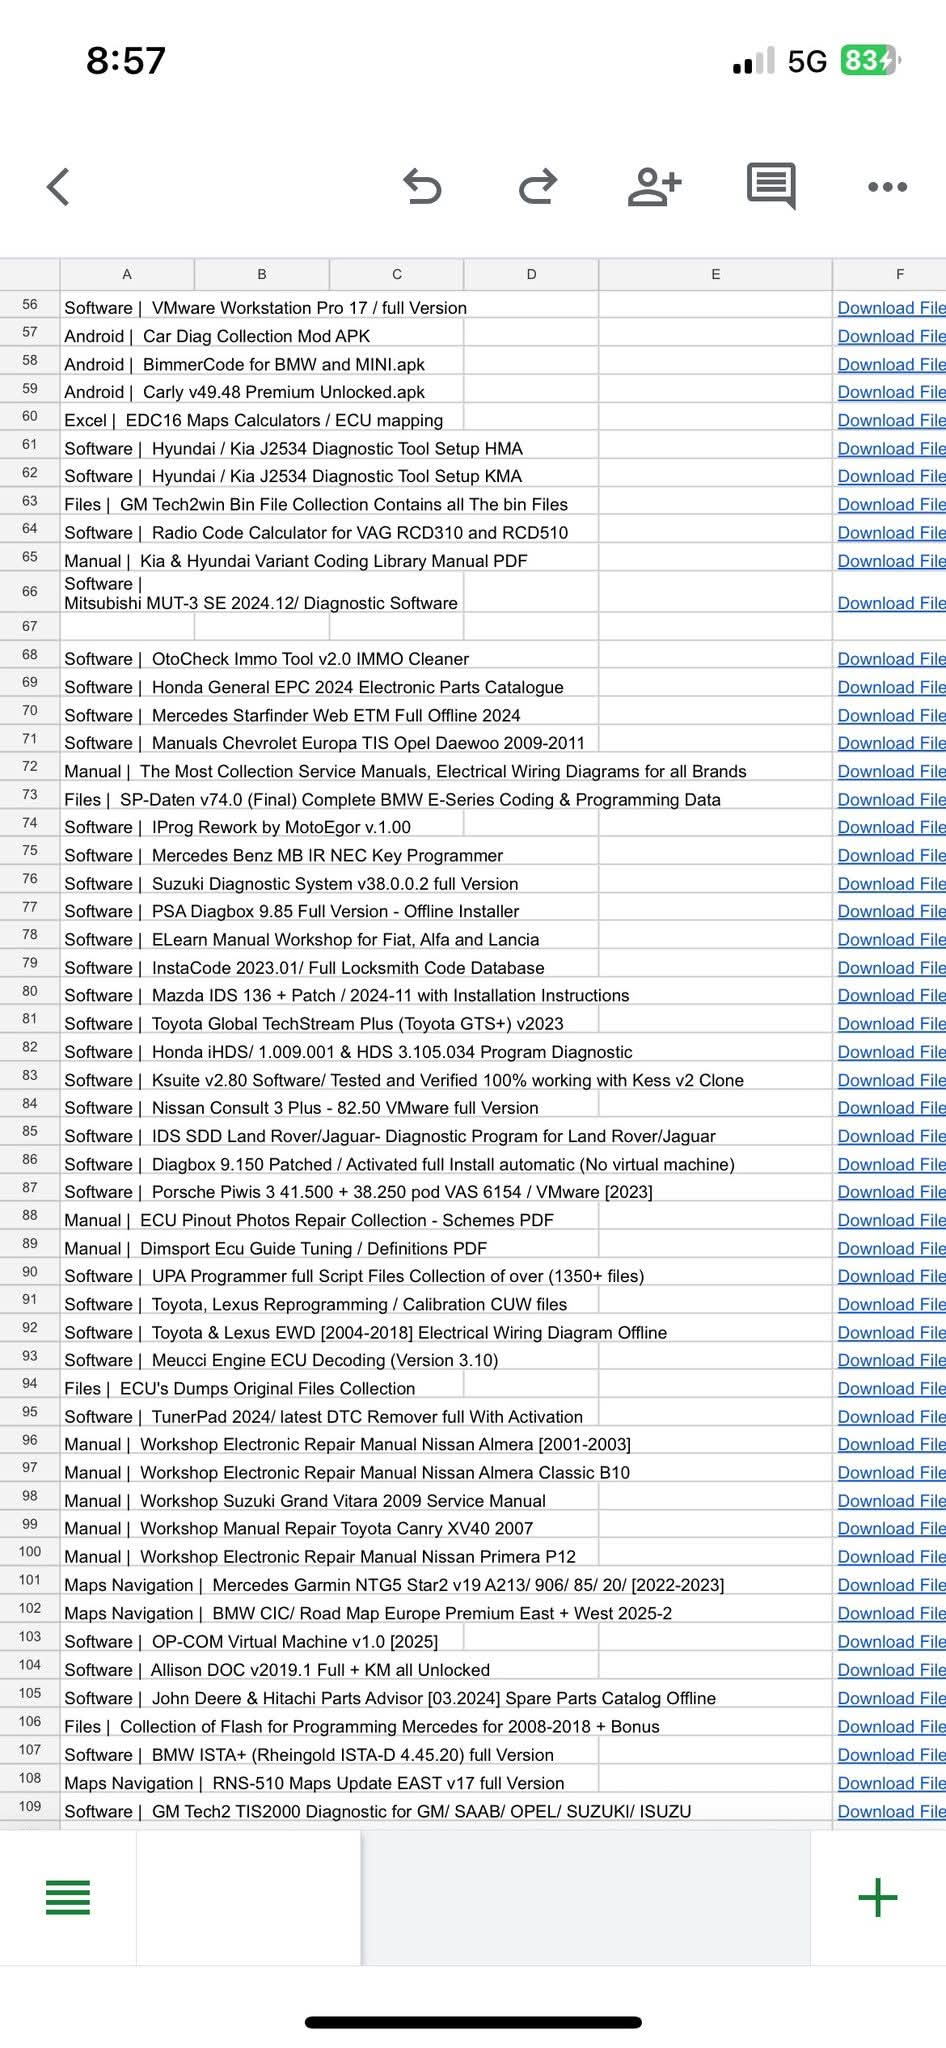 8:57
5G 83
A B C D E F
56 Software | VMware Workstation Pro 17 / full Version Download File
57 Android | Car Diag Collection Mod APK Download File
58 Android | BimmerCode for BMW and MINI.apk Download File
59 Android | Carly v49.48 Premium Unlocked.apk Download File
60 Excel | EDC16 Maps Calculators / ECU mapping Download File
61 Software | Hyundai / Kia J2534 Diagnostic Tool Setup HMA Download File
62 Software | Hyundai / Kia J2534 Diagnostic Tool Setup KMA Download File
63 Files | GM Tech2win Bin File Collection Contains all The bin Files Download File
64 Software | Radio Code Calculator for VAG RCD310 and RCD510 Download File
65 Manual | Kia & Hyundai Variant Coding Library Manual PDF Download File
66 Software |
Mitsubishi MUT-3 SE 2024.12/ Diagnostic Software Download File
67
68 Software | OtoCheck Immo Tool v2.0 IMMO Cleaner Download File
69 Software | Honda General EPC 2024 Electronic Parts Catalogue Download File
70 Software | Mercedes Starfinder Web ETM Full Offline 2024 Download File
71 Software | Manuals Chevrolet Europa TIS Opel Daewoo 2009-2011 Download File
72 Manual | The Most Collection Service Manuals, Electrical Wiring Diagrams for all Brands Download File
73 Files | SP-Daten v74.0 (Final) Complete BMW E-Series Coding & Programming Data Download File
74 Software | IProg Rework by MotoEgor v.1.00 Download File
75 Software | Mercedes Benz MB IR NEC Key Programmer Download File
76 Software | Suzuki Diagnostic System v38.0.0.2 full Version Download File
77 Software | PSA Diagbox 9.85 Full Version - Offline Installer Download File
78 Software | ELearn Manual Workshop for Fiat, Alfa and Lancia Download File
79 Software | InstaCode 2023.01/ Full Locksmith Code Database Download File
80 Software | Mazda IDS 136 + Patch / 2024-11 with Installation Instructions Download File
81 Software | Toyota Global TechStream Plus (Toyota GTS+) v2023 Download File
82 Software | Honda iHDS/ 1.009.001 & HDS 3.105.034 Program Diagnostic Download File
83 Software | Ksuite v2.80 Software/ Tested and Verified 100% working with Kess v2 Clone Download File
84 Software | Nissan Consult 3 Plus - 82.50 VMware full Version Download File
85 Software | IDS SDD Land Rover/Jaguar- Diagnostic Program for Land Rover/Jaguar Download File
86 Software | Diagbox 9.150 Patched / Activated full Install automatic (No virtual machine) Download File
87 Software | Porsche Piwis 3 41.500 + 38.250 pod VAS 6154 / VMware [2023] Download File
88 Manual | ECU Pinout Photos Repair Collection - Schemes PDF Download File
89 Manual | Dimsport Ecu Guide Tuning / Definitions PDF Download File
90 Software | UPA Programmer full Script Files Collection of over (1350+ files) Download File
91 Software | Toyota, Lexus Reprogramming / Calibration CUW files Download File
92 Software | Toyota & Lexus EWD [2004-2018] Electrical Wiring Diagram Offline Download File
93 Software | Meucci Engine ECU Decoding (Version 3.10) Download File
94 Files | ECU's Dumps Original Files Collection Download File
95 Software | TunerPad 2024/ latest DTC Remover full With Activation Download File
96 Manual | Workshop Electronic Repair Manual Nissan Almera [2001-2003] Download File
97 Manual | Workshop Electronic Repair Manual Nissan Almera Classic B10 Download File
98 Manual | Workshop Suzuki Grand Vitara 2009 Service Manual Download File
99 Manual | Workshop Manual Repair Toyota Canry XV40 2007 Download File
100 Manual | Workshop Electronic Repair Manual Nissan Primera P12 Download File
101 Maps Navigation | Mercedes Garmin NTG5 Star2 v19 A213/ 906/ 85/ 20/ [2022-2023] Download File
102 Maps Navigation | BMW CIC/ Road Map Europe Premium East + West 2025-2 Download File
103 Software | OP-COM Virtual Machine v1.0 [2025] Download File
104 Software | Allison DOC v2019.1 Full + KM all Unlocked Download File
105 Software | John Deere & Hitachi Parts Advisor [03.2024] Spare Parts Catalog Offline Download File
106 Files | Collection of Flash for Programming Mercedes for 2008-2018 + Bonus Download File
107 Software | BMW ISTA+ (Rheingold ISTA-D 4.45.20) full Version Download File
108 Maps Navigation | RNS-510 Maps Update EAST v17 full Version Download File
109 Software | GM Tech2 TIS2000 Diagnostic for GM/ SAAB/ OPEL/ SUZUKI/ ISUZU Download File